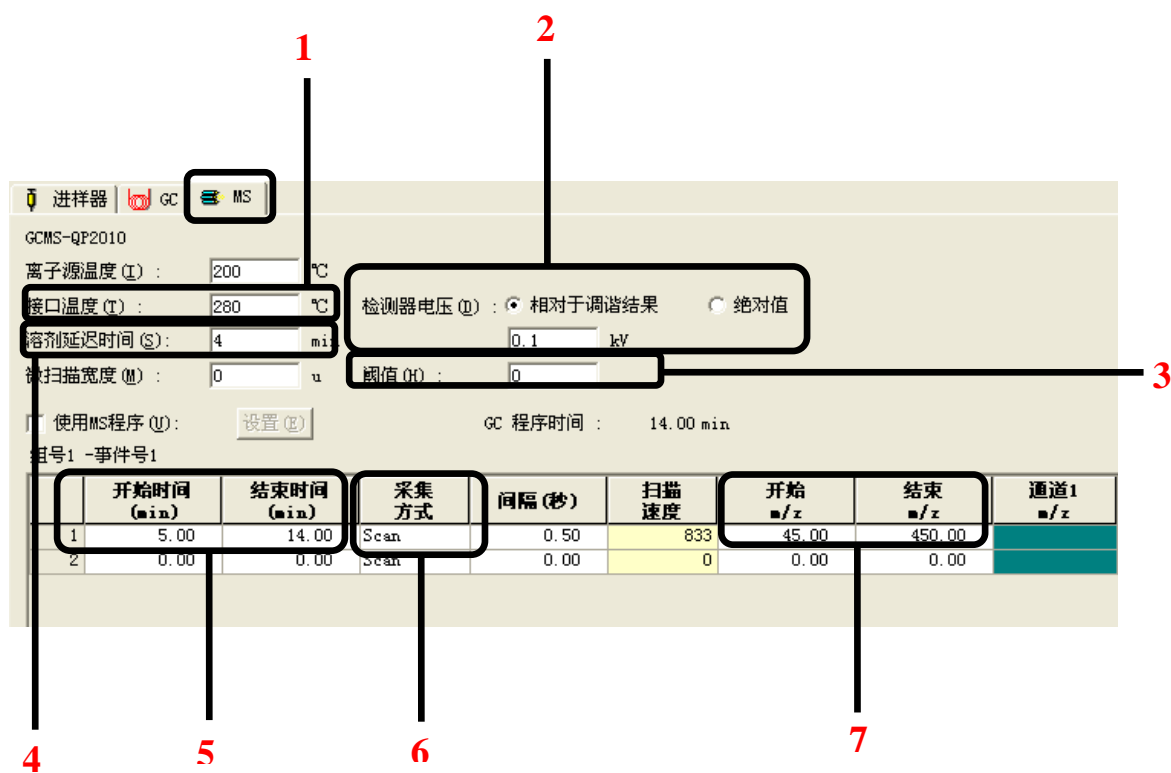 1
2
进样器 GC MS
GCMS-QP2010
离子源温度(I) : 200 ℃
接口温度(T) : 280 ℃ 检测器电压(D) : 相对于调谐结果 绝对值
溶剂延迟时间(S): 4 min 0.1 kV
微扫描宽度(M) : 0 u 阈值(H) : 0
3
使用MS程序(U): 设置(E) GC 程序时间 : 14.00 min
组号1 -事件号1
开始时间 (min) 结束时间 (min) 采集方式 间隔(秒) 扫描速度 开始 m/z 结束 m/z 通道1 m/z
1 5.00 14.00 Scan 0.50 833 45.00 450.00
2 0.00 0.00 Scan 0.00 0 0.00 0.00
4
5
6
7